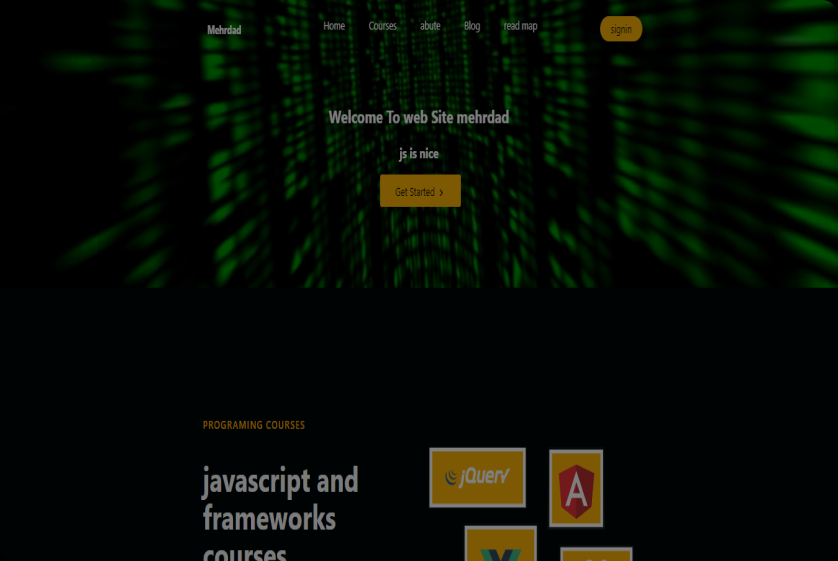 Mehrdad
Home Courses abute Blog read map
signin
Welcome To web Site mehrdad
js is nice
Get Started ›
PROGRAMING COURSES
javascript and
frameworks
courses
jQuery